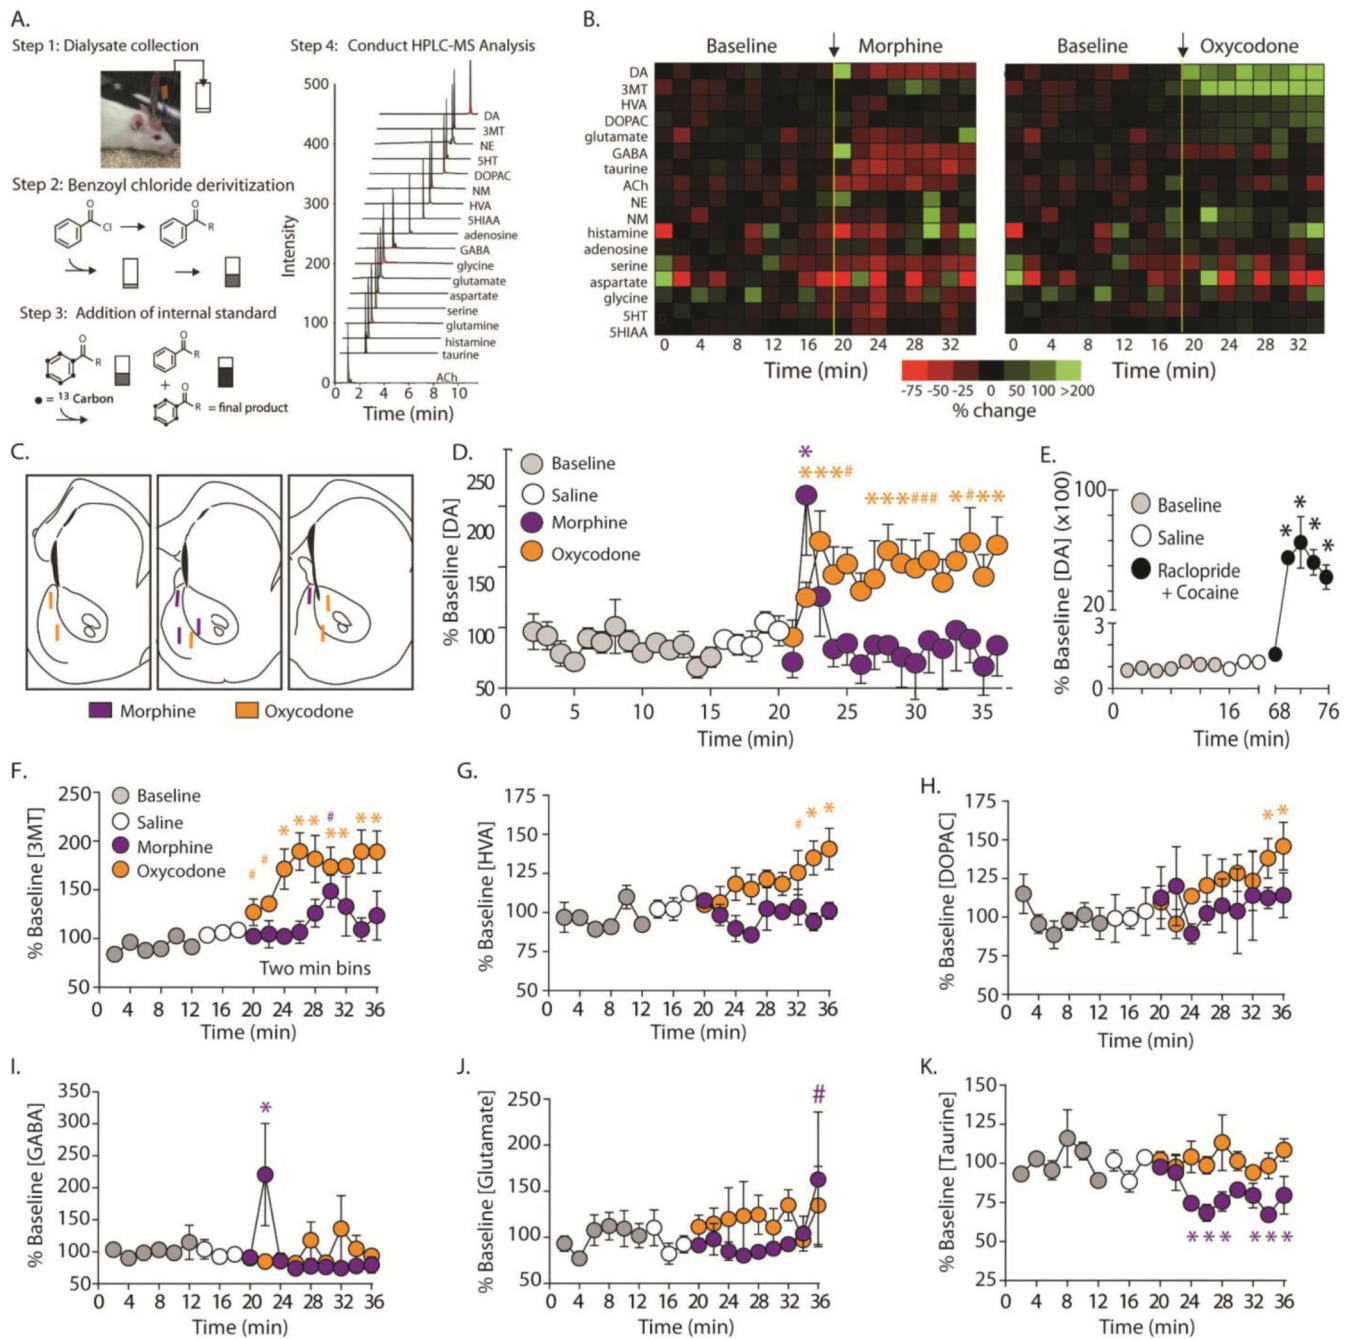 A.
Step 1: Dialysate collection
Step 2: Benzoyl chloride derivitization
O
Cl
O
R
Step 3: Addition of internal standard
O
R
O
R
+
● = ¹³ Carbon
O
R = final product
Step 4: Conduct HPLC-MS Analysis
Intensity
500
400
300
200
100
0
DA
3MT
NE
5HT
DOPAC
NM
HVA
5HIAA
adenosine
GABA
glycine
glutamate
aspartate
serine
glutamine
histamine
taurine
ACh
0 2 4 6 8 10
Time (min)
B.
Baseline Morphine Baseline Oxycodone
DA
3MT
HVA
DOPAC
glutamate
GABA
taurine
ACh
NE
NM
histamine
adenosine
serine
aspartate
glycine
5HT
5HIAA
0 8 16 24 32 0 8 16 24 32
Time (min) Time (min)
-75 -50 -25 0 50 100 >200
% change
C.
Morphine Oxycodone
D.
Baseline
Saline
Morphine
Oxycodone
*
***#
***### *#**
% Baseline [DA]
250
200
150
100
50
0 5 10 15 20 25 30 35
Time (min)
E.
% Baseline [DA] (x100)
100
20
3
0
Baseline
Saline
Raclopride
+ Cocaine
* * * *
0 16 68 76
Time (min)
F.
% Baseline [3MT]
250
200
150
100
50
Baseline
Saline
Morphine
Oxycodone
# # * * * # * * * *
Two min bins
0 4 8 12 16 20 24 28 32 36
Time (min)
G.
% Baseline [HVA]
175
150
125
100
75
50
# * *
0 4 8 12 16 20 24 28 32 36
Time (min)
H.
% Baseline [DOPAC]
175
150
125
100
75
50
* *
0 4 8 12 16 20 24 28 32 36
Time (min)
I.
% Baseline [GABA]
350
300
250
200
150
100
50
*
0 4 8 12 16 20 24 28 32 36
Time (min)
J.
% Baseline [Glutamate]
250
200
150
100
50
#
0 4 8 12 16 20 24 28 32 36
Time (min)
K.
% Baseline [Taurine]
150
125
100
75
50
25
*** ***
0 4 8 12 16 20 24 28 32 36
Time (min)